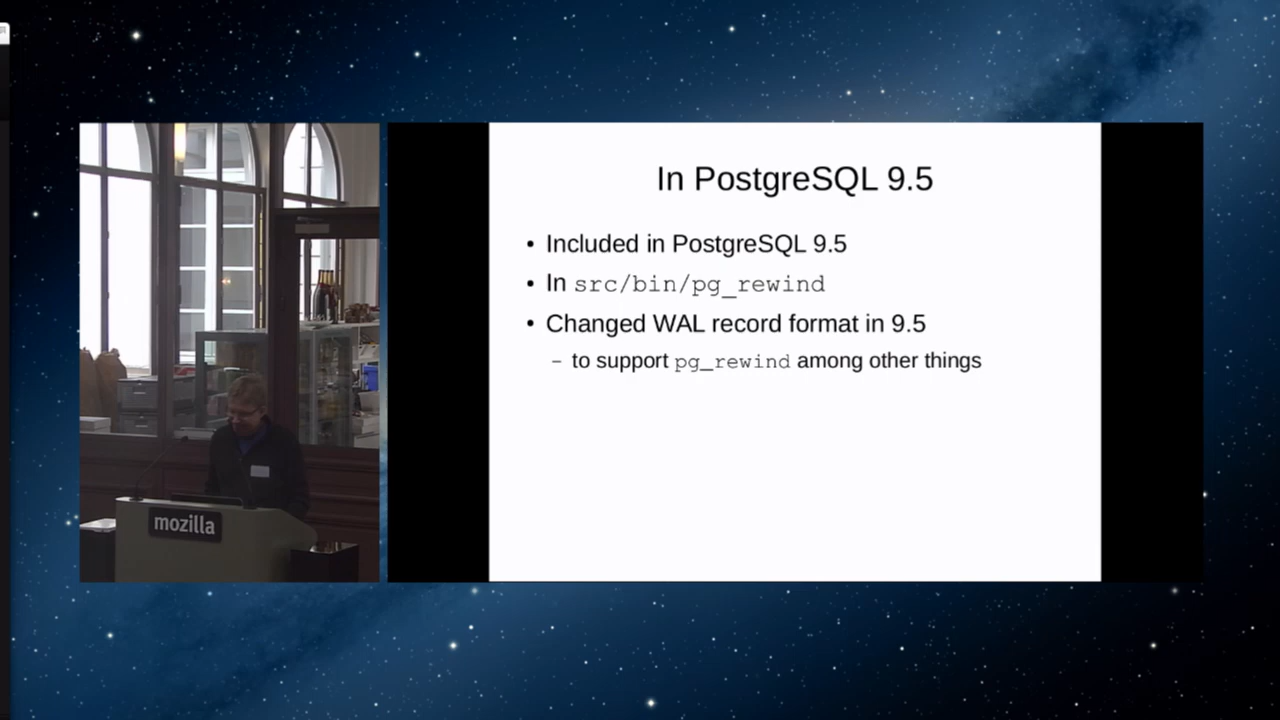 In PostgreSQL 9.5
• Included in PostgreSQL 9.5
• In src/bin/pg_rewind
• Changed WAL record format in 9.5
– to support pg_rewind among other things
mozilla